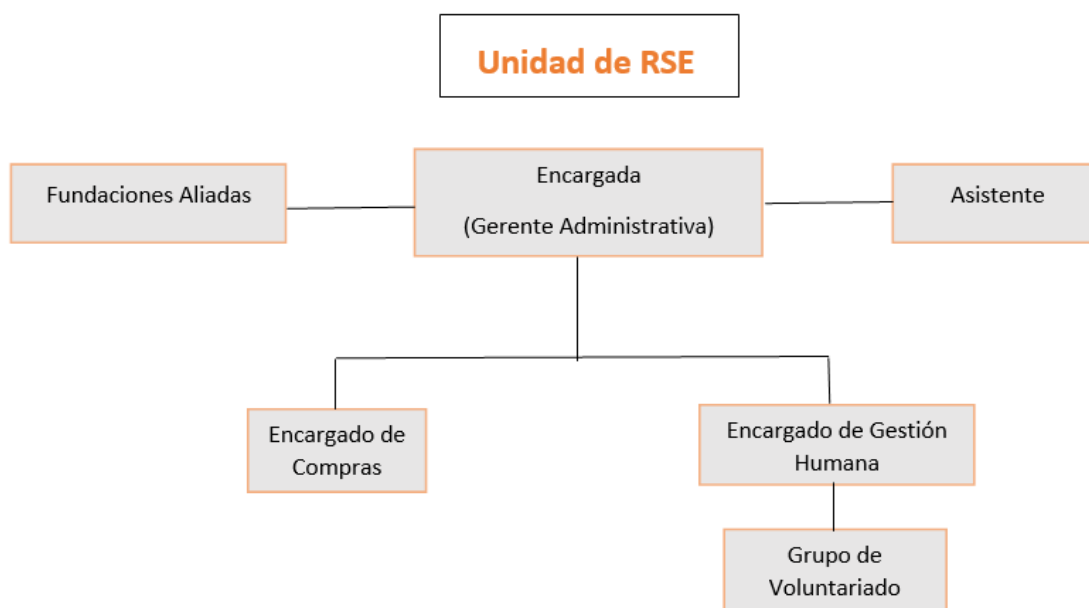 Unidad de RSE
Fundaciones Aliadas
Encargada
(Gerente Administrativa)
Asistente
Encargado de
Compras
Encargado de Gestión
Humana
Grupo de
Voluntariado